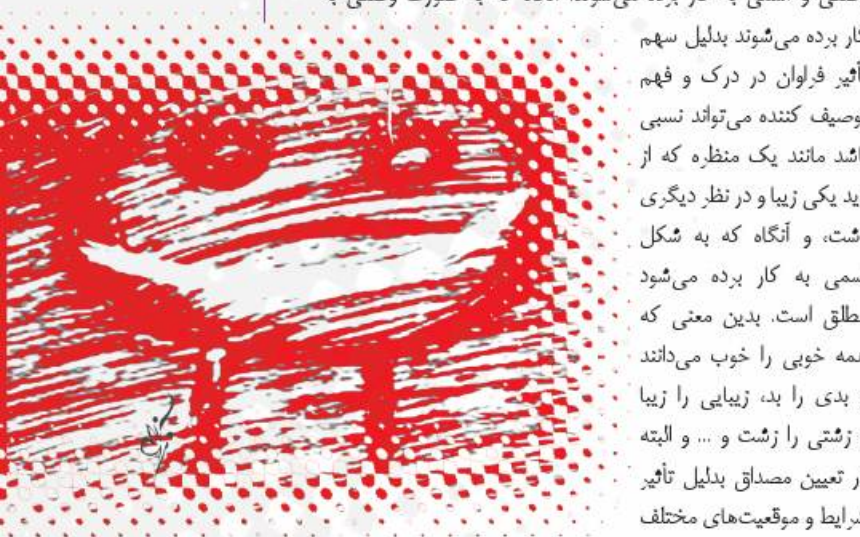 کار برده می‌شوند بدلیل سهم
تأثیر فراوان در درک و فهم
توصیف کننده می‌تواند نسبی
باشد مانند یک منظره که از
دید یکی زیبا و در نظر دیگری
زشت، و آنگاه که به شکل
اسمی به کار برده می‌شود
مطلق است. بدین معنی که
همه خوبی را خوب می‌دانند
بدی را بد، زیبایی را زیبا
زشتی را زشت و ... و البته
در تعیین مصداق بدلیل تأثیر
شرایط و موقعیت‌های مختلف